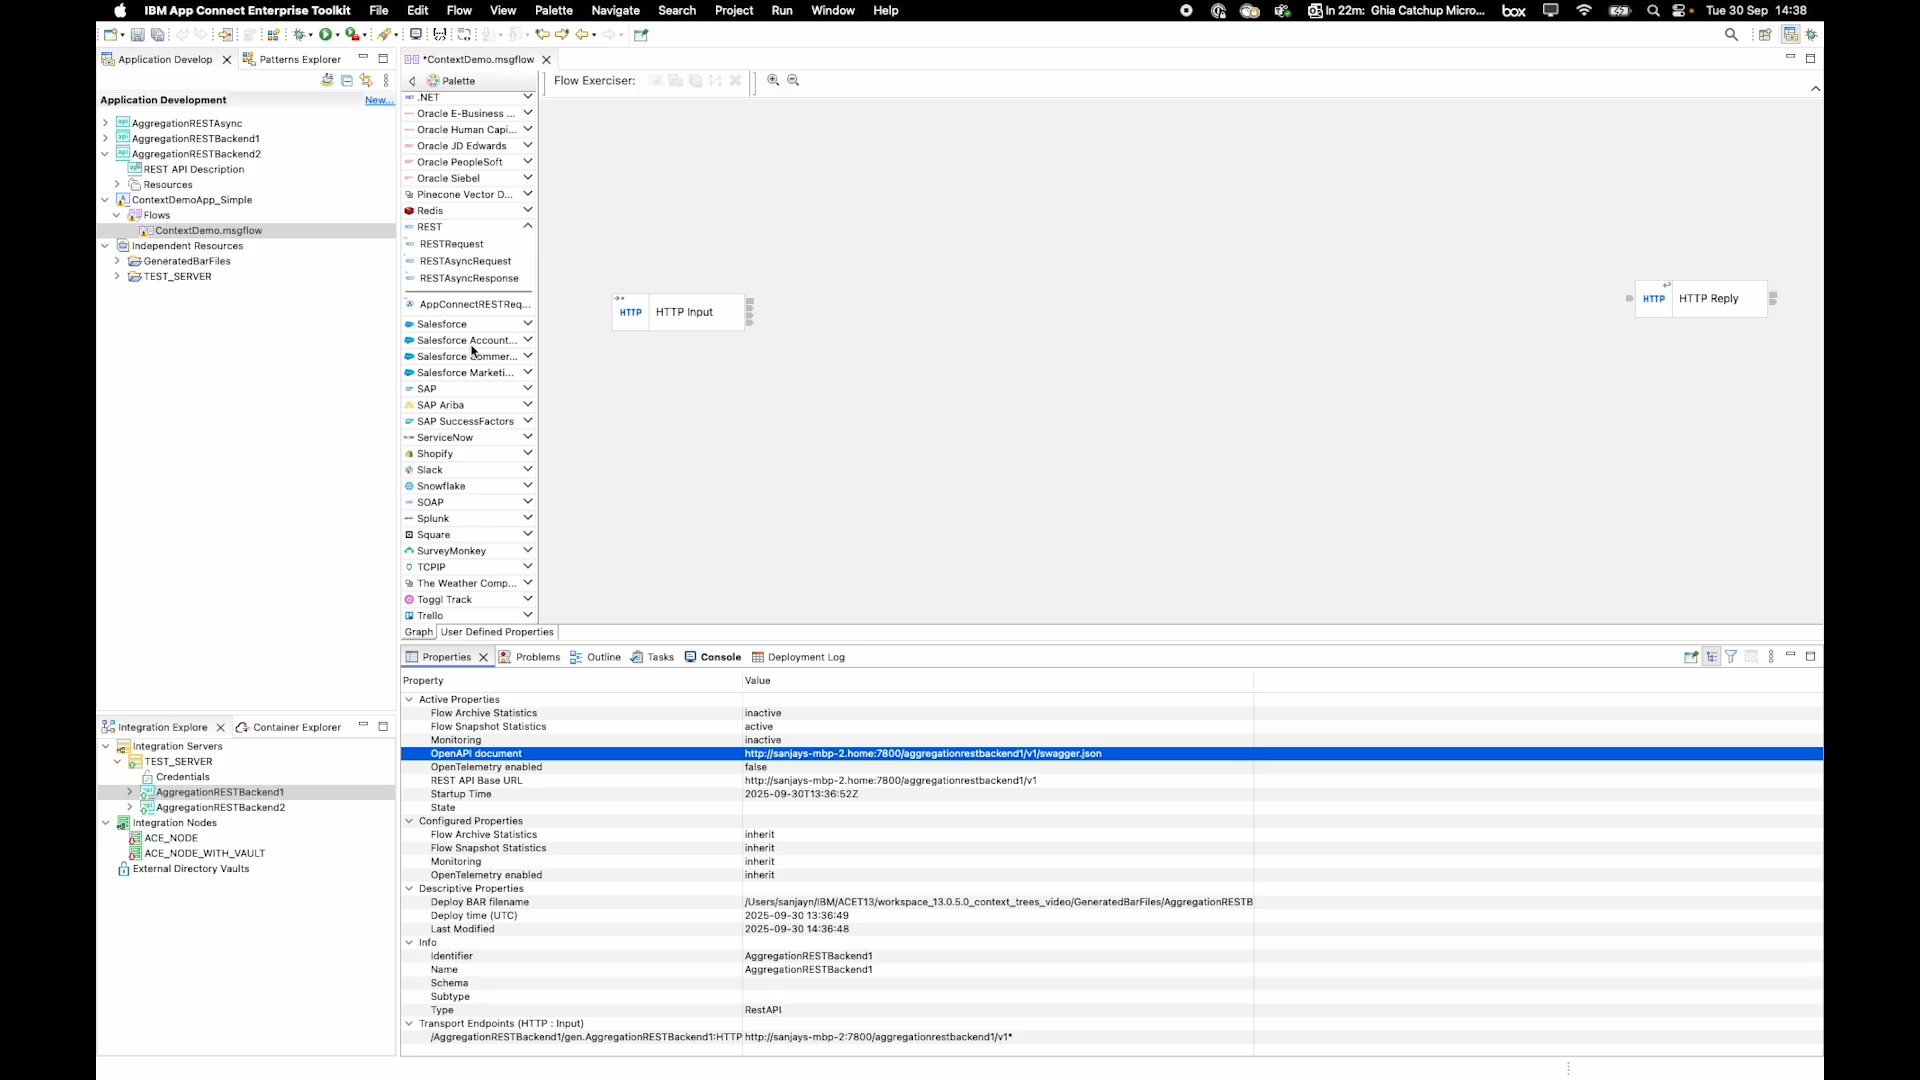 IBM App Connect Enterprise Toolkit File Edit Flow View Palette Navigate Search Project Run Window Help In 22m: Ghia Catchup Micro... box Tue 30 Sep 14:38
Application Develop Patterns Explorer
*ContextDemo.msgflow
Palette
Flow Exerciser:
Application Development New...
AggregationRESTAsync
AggregationRESTBackend1
AggregationRESTBackend2
REST API Description
Resources
ContextDemoApp_Simple
Flows
ContextDemo.msgflow
Independent Resources
GeneratedBarFiles
TEST_SERVER
.NET
Oracle E-Business ...
Oracle Human Capi...
Oracle JD Edwards
Oracle PeopleSoft
Oracle Siebel
Pinecone Vector D...
Redis
REST
RESTRequest
RESTAsyncRequest
RESTAsyncResponse
AppConnectRESTReq...
Salesforce
Salesforce Account...
Salesforce Commer...
Salesforce Marketi...
SAP
SAP Ariba
SAP SuccessFactors
ServiceNow
Shopify
Slack
Snowflake
SOAP
Splunk
Square
SurveyMonkey
TCPIP
The Weather Comp...
Toggl Track
Trello
HTTP HTTP Input
HTTP HTTP Reply
Graph User Defined Properties
Properties Problems Outline Tasks Console Deployment Log
Property Value
Active Properties
Flow Archive Statistics inactive
Flow Snapshot Statistics active
Monitoring inactive
OpenAPI document http://sanjays-mbp-2.home:7800/aggregationrestbackend1/v1/swagger.json
OpenTelemetry enabled false
REST API Base URL http://sanjays-mbp-2.home:7800/aggregationrestbackend1/v1
Startup Time 2025-09-30T13:36:52Z
State
Configured Properties
Flow Archive Statistics inherit
Flow Snapshot Statistics inherit
Monitoring inherit
OpenTelemetry enabled inherit
Descriptive Properties
Deploy BAR filename /Users/sanjayn/IBM/ACET13/workspace_13.0.5.0_context_trees_video/GeneratedBarFiles/AggregationRESTB
Deploy time (UTC) 2025-09-30 13:36:49
Last Modified 2025-09-30 14:36:48
Info
Identifier AggregationRESTBackend1
Name AggregationRESTBackend1
Schema
Subtype
Type RestAPI
Transport Endpoints (HTTP : Input)
/AggregationRESTBackend1/gen.AggregationRESTBackend1:HTTP http://sanjays-mbp-2:7800/aggregationrestbackend1/v1*
Integration Explore Container Explorer
Integration Servers
TEST_SERVER
Credentials
AggregationRESTBackend1
AggregationRESTBackend2
Integration Nodes
ACE_NODE
ACE_NODE_WITH_VAULT
External Directory Vaults